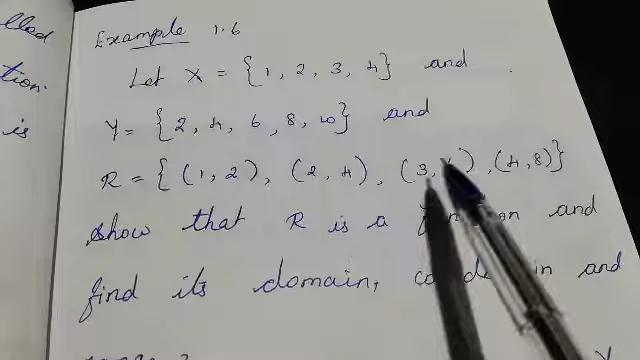 lled
Example 1.6
Let X = {1, 2, 3, 4} and
tion.
is
Y = {2, 4, 6, 8, 10} and
R = {(1, 2), (2, 4), (3, ), (4, 8)}
show that R is a and
find its domain, and